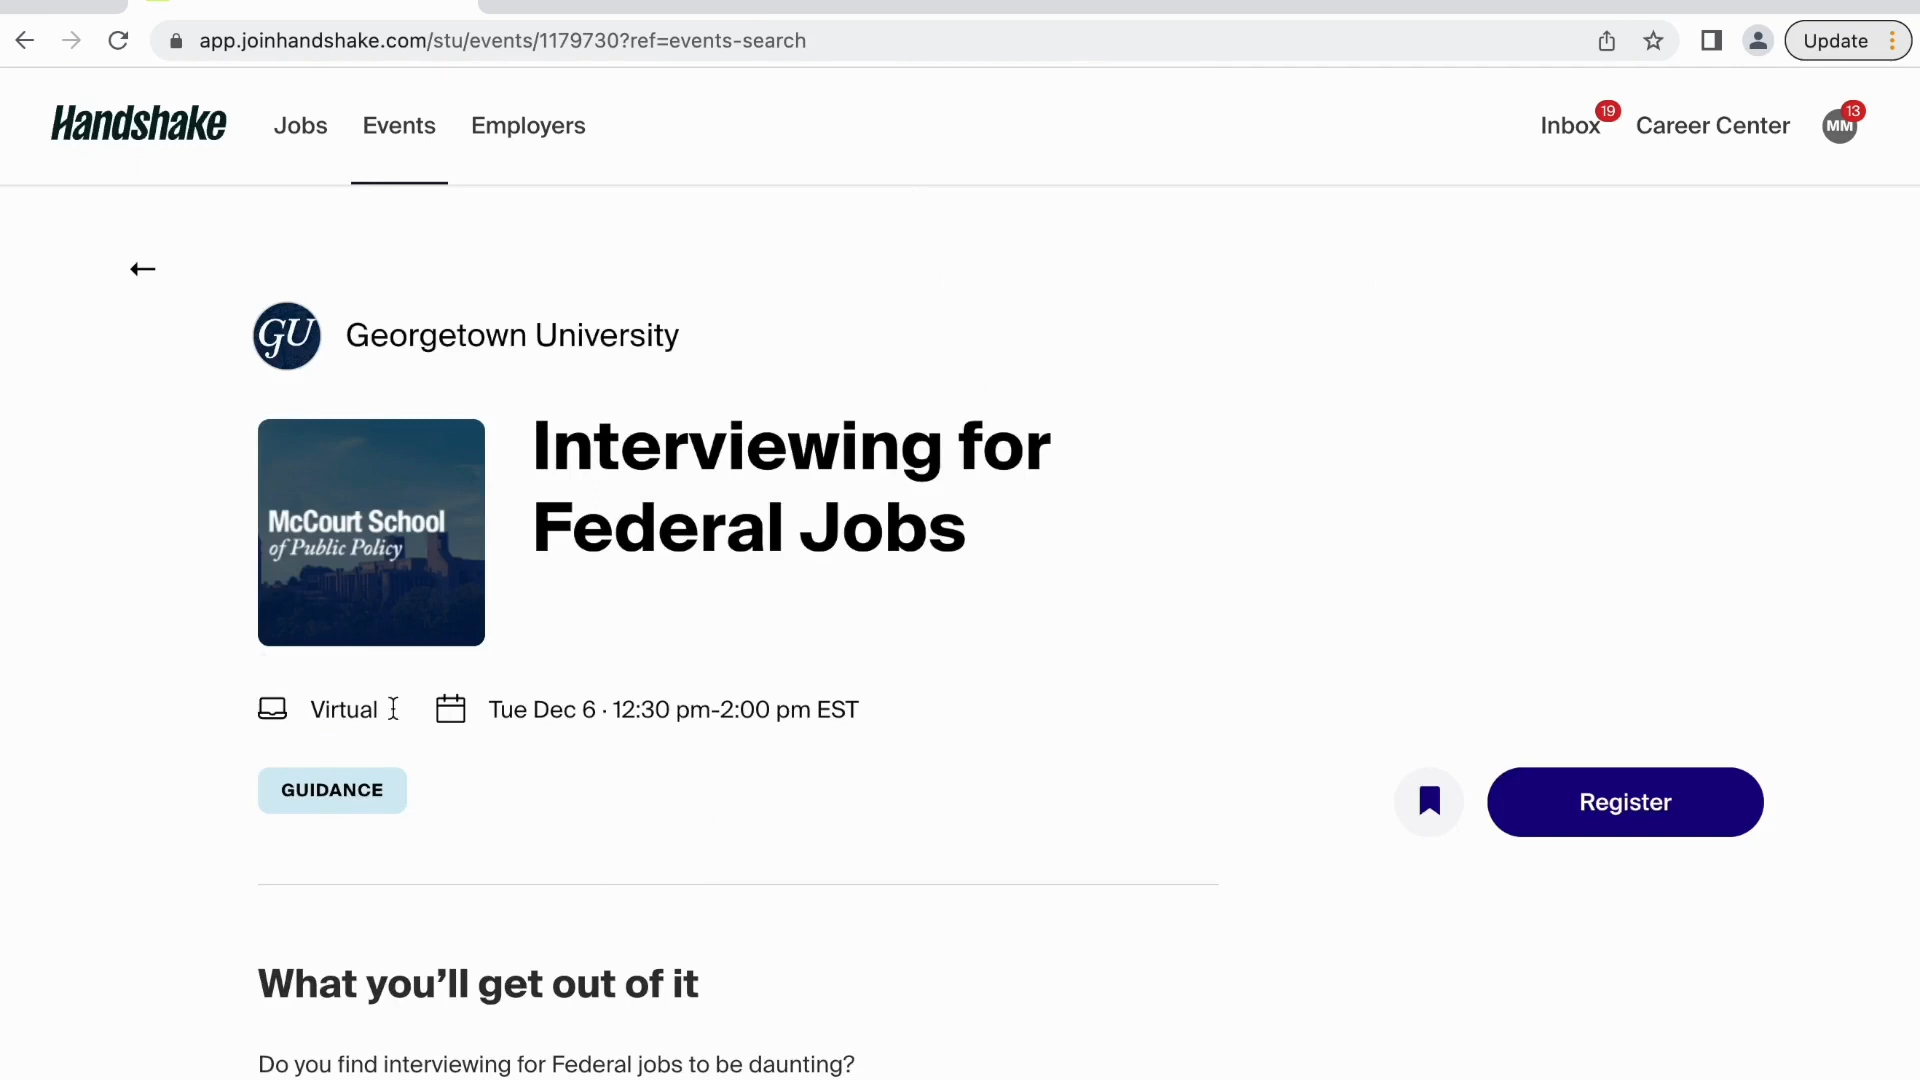 app.joinhandshake.com/stu/events/1179730?ref=events-search
Update
Handshake
Jobs
Events
Employers
Inbox
19
Career Center
MM
13
GU
Georgetown University
McCourt School
of Public Policy
Interviewing for
Federal Jobs
Virtual
Tue Dec 6 · 12:30 pm-2:00 pm EST
GUIDANCE
Register
What you’ll get out of it
Do you find interviewing for Federal jobs to be daunting?